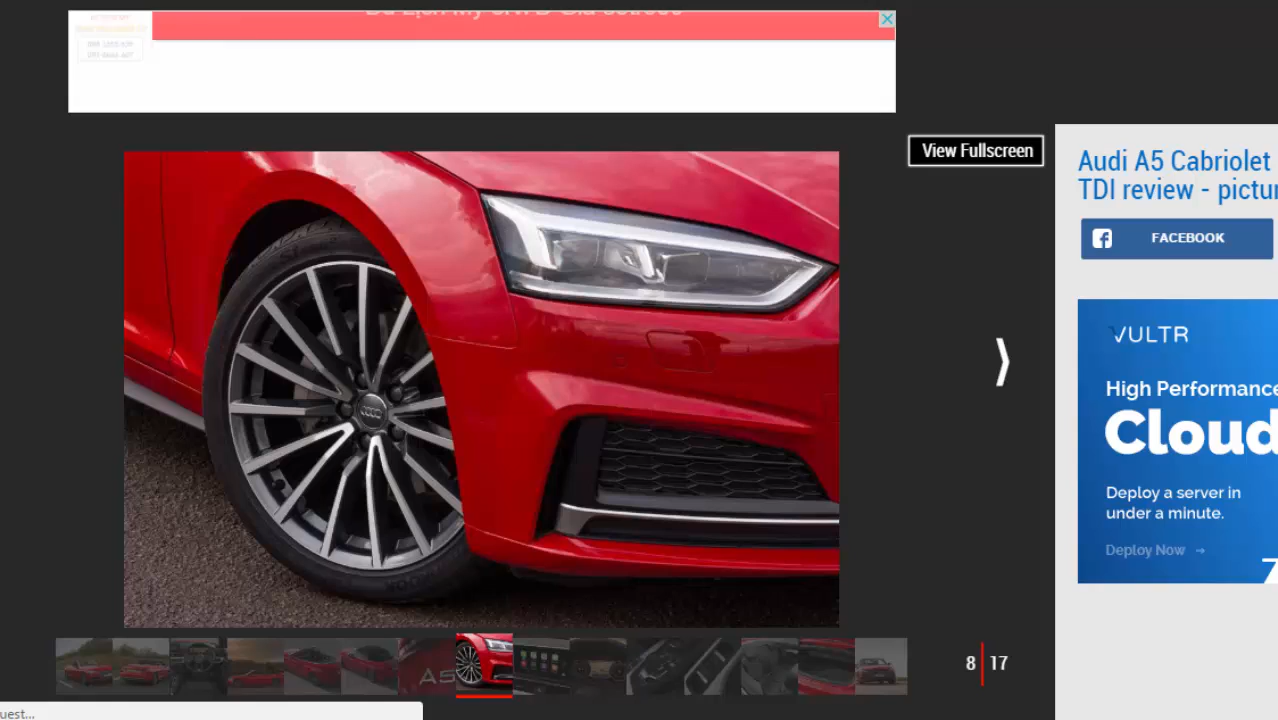 View Fullscreen
Audi A5 Cabriolet
TDI review - pictur
FACEBOOK
VULTR
High Performance
Cloud
Deploy a server in
under a minute.
Deploy Now →
A5
8 17
uest...